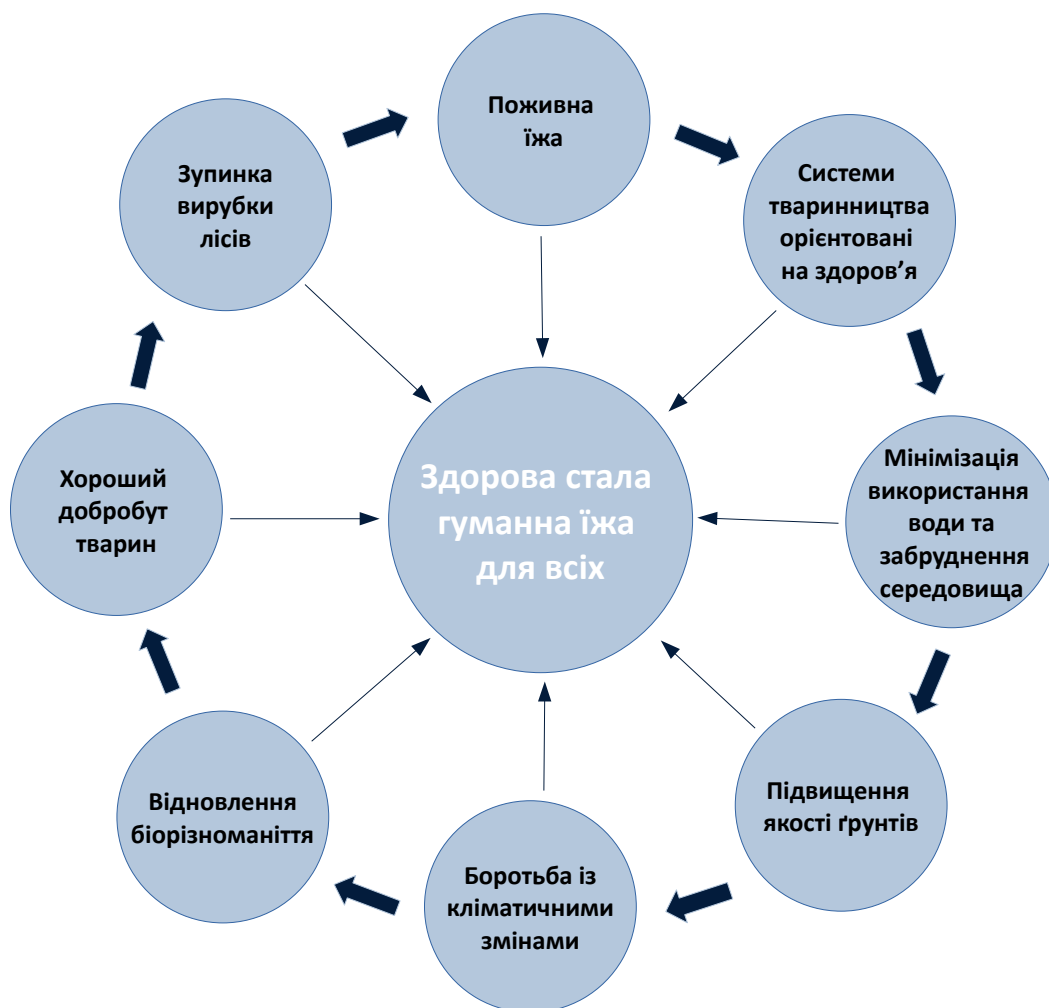 Поживна
їжа
Системи
тваринництва
орієнтовані
на здоров’я
Мінімізація
використання
води та
забруднення
середовища
Підвищення
якості ґрунтів
Боротьба із
кліматичними
змінами
Відновлення
біорізноманіття
Хороший
добробут
тварин
Зупинка
вирубки
лісів
Здорова стала
гуманна їжа
для всіх